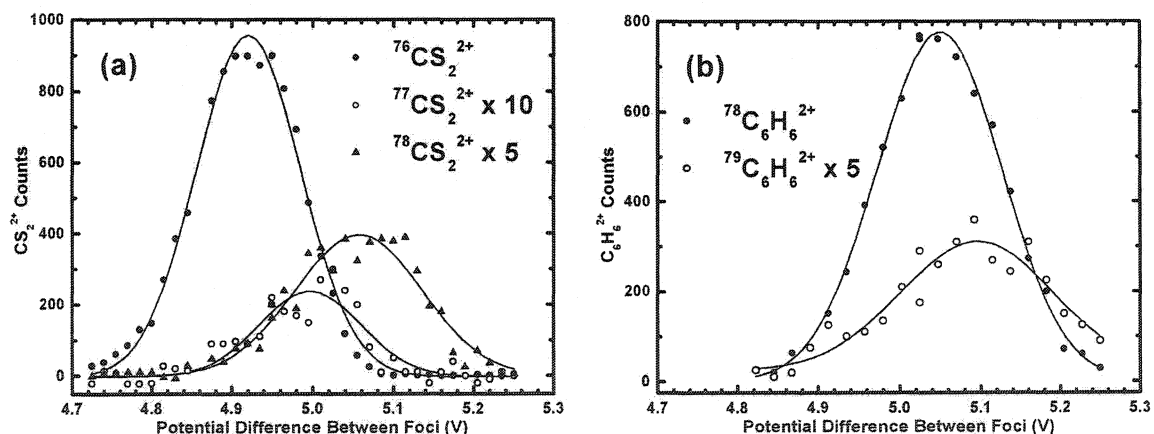 (a)
76CS2 2+
77CS2 2+ x 10
78CS2 2+ x 5
CS2 2+ Counts
1000
800
600
400
200
0
4.7 4.8 4.9 5.0 5.1 5.2 5.3
Potential Difference Between Foci (V)
(b)
78C6H6 2+
79C6H6 2+ x 5
C6H6 2+ Counts
800
600
400
200
0
4.7 4.8 4.9 5.0 5.1 5.2 5.3
Potential Difference Between Foci (V)